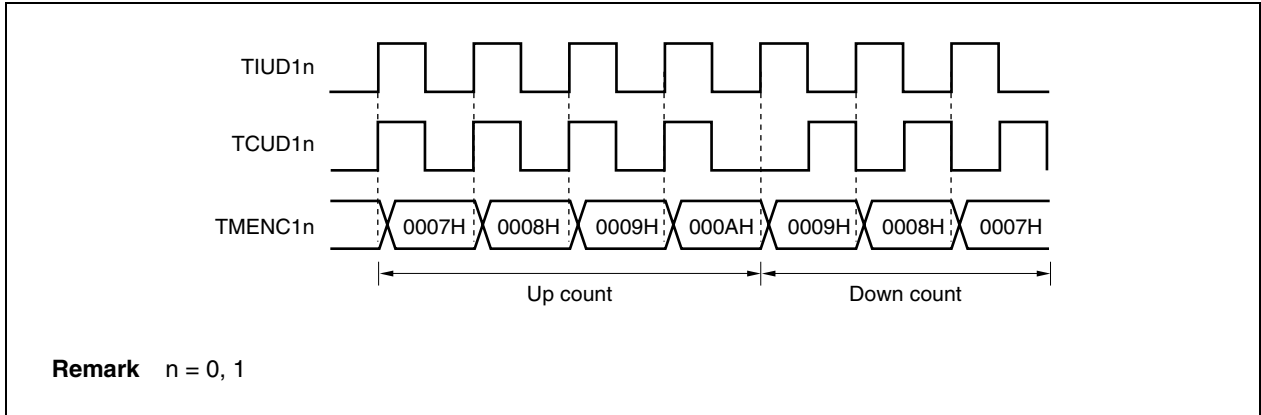 TIUD1n
TCUD1n
TMENC1n 0007H 0008H 0009H 000AH 0009H 0008H 0007H
Up count Down count
Remark n = 0, 1